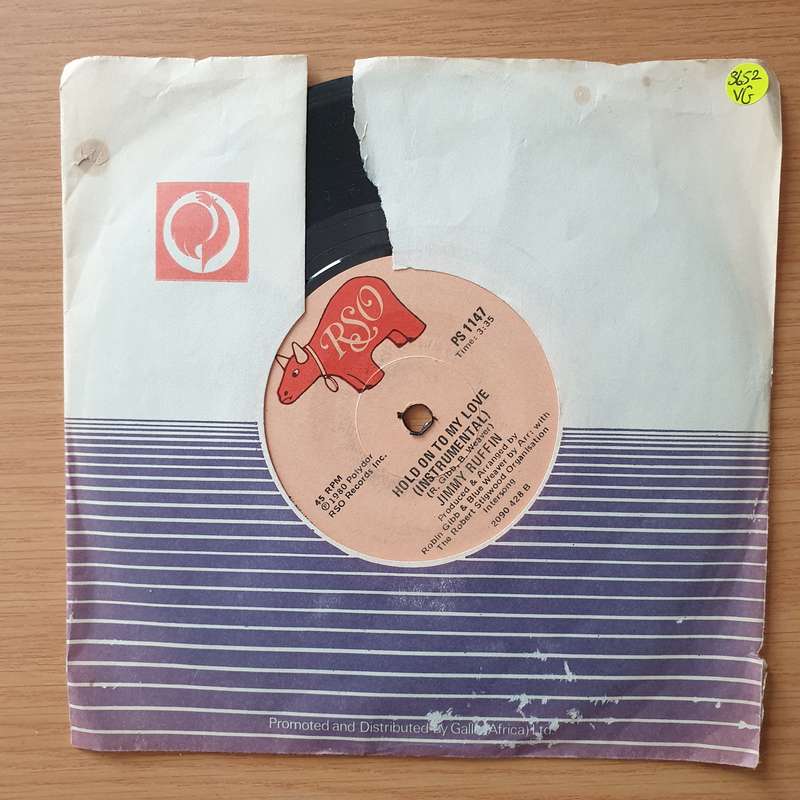 3652
VG
RSO
PS 1147
Time: 3:35
45 RPM
℗1980 Polydor
RSO Records Inc.
HOLD ON TO MY LOVE
(INSTRUMENTAL)
(R. Gibb, B. Weaver)
JIMMY RUFFIN
Produced & Arranged by
Robin Gibb & Blue Weaver by Arr: with
The Robert Stigwood Organisation
Intersong
2090 428 B
Promoted and Distributed by Gallo (Africa) Ltd.